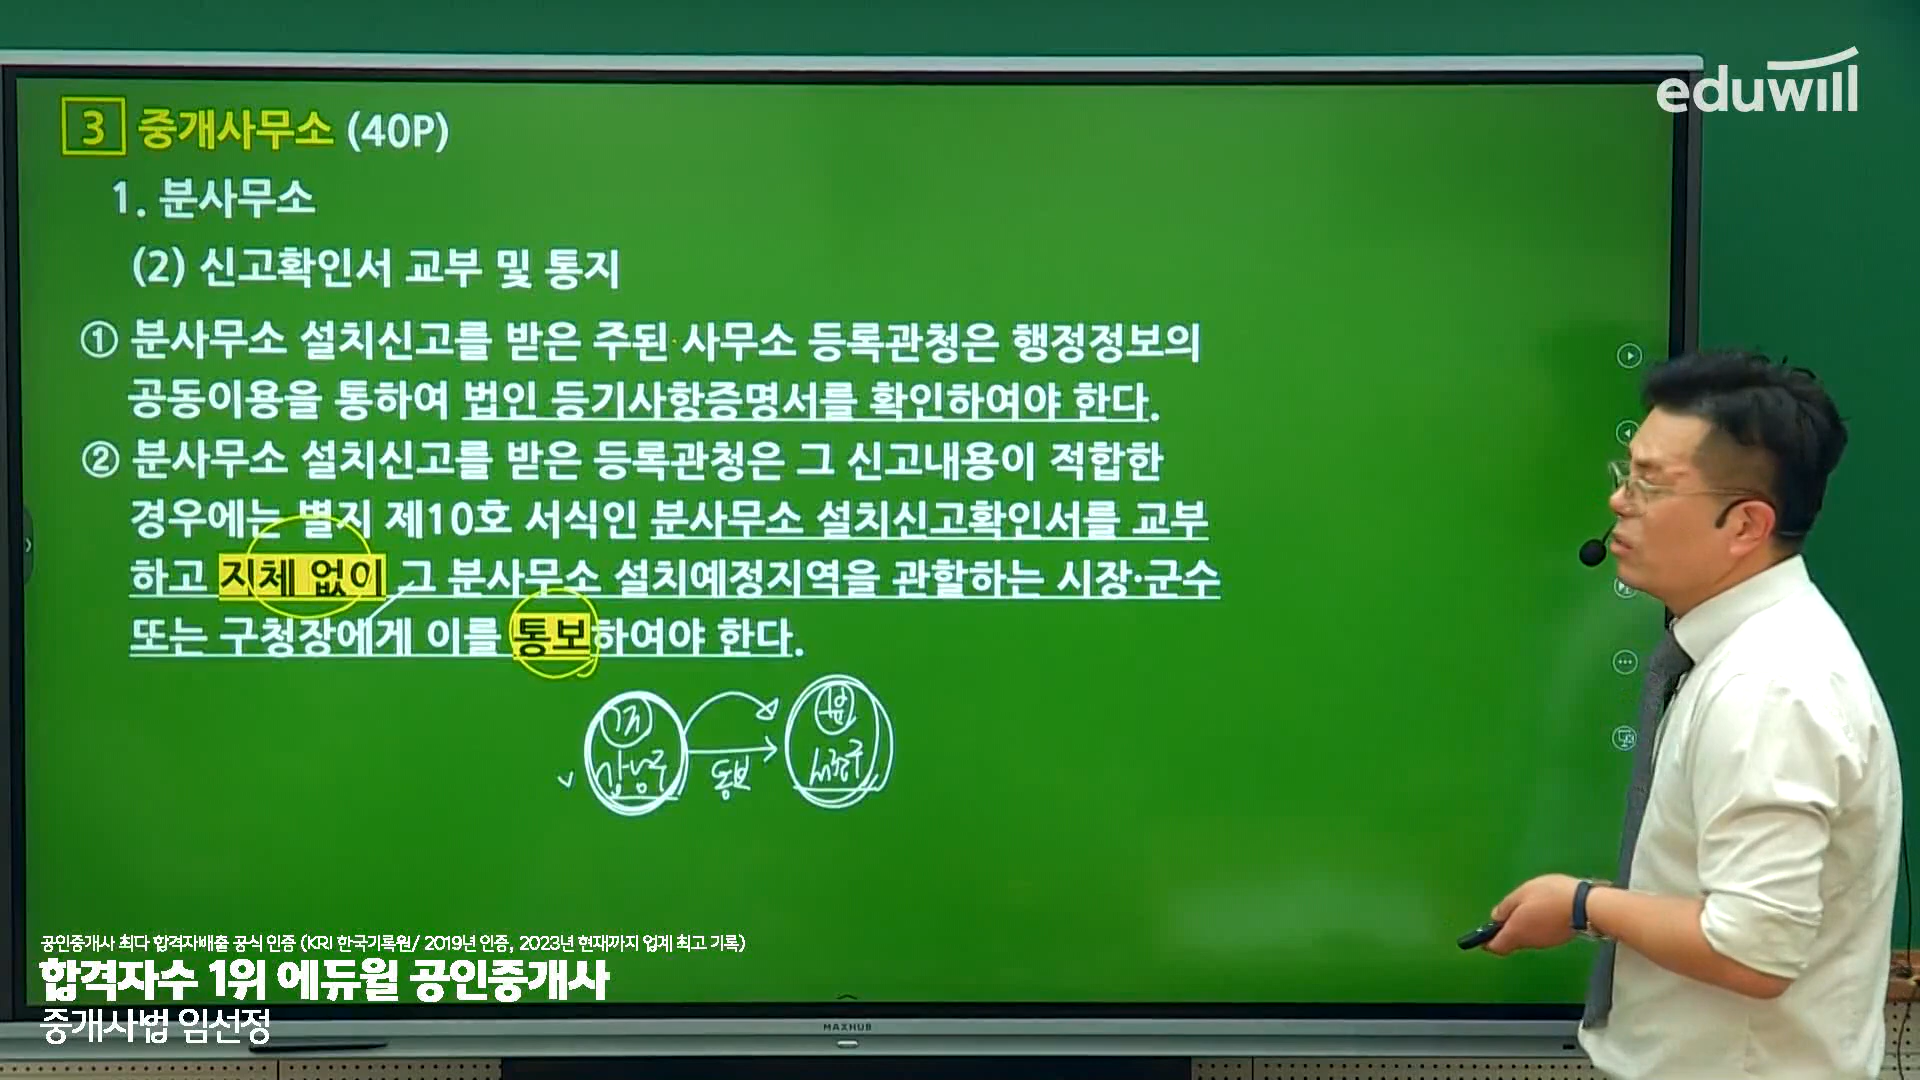 eduwill
3 중개사무소 (40P)
1. 분사무소
(2) 신고확인서 교부 및 통지
① 분사무소 설치신고를 받은 주된 사무소 등록관청은 행정정보의
공동이용을 통하여 법인 등기사항증명서를 확인하여야 한다.
② 분사무소 설치신고를 받은 등록관청은 그 신고내용이 적합한
경우에는 별지 제10호 서식인 분사무소 설치신고확인서를 교부
하고 지체 없이 그 분사무소 설치예정지역을 관할하는 시장·군수
또는 구청장에게 이를 통보하여야 한다.
주 분
강남구 통보 서초구
공인중개사 최다 합격자배출 공식 인증 (KRI 한국기록원/ 2019년 인증, 2023년 현재까지 업계 최고 기록)
합격자수 1위 에듀윌 공인중개사
중개사법 임선정
MAXHUB